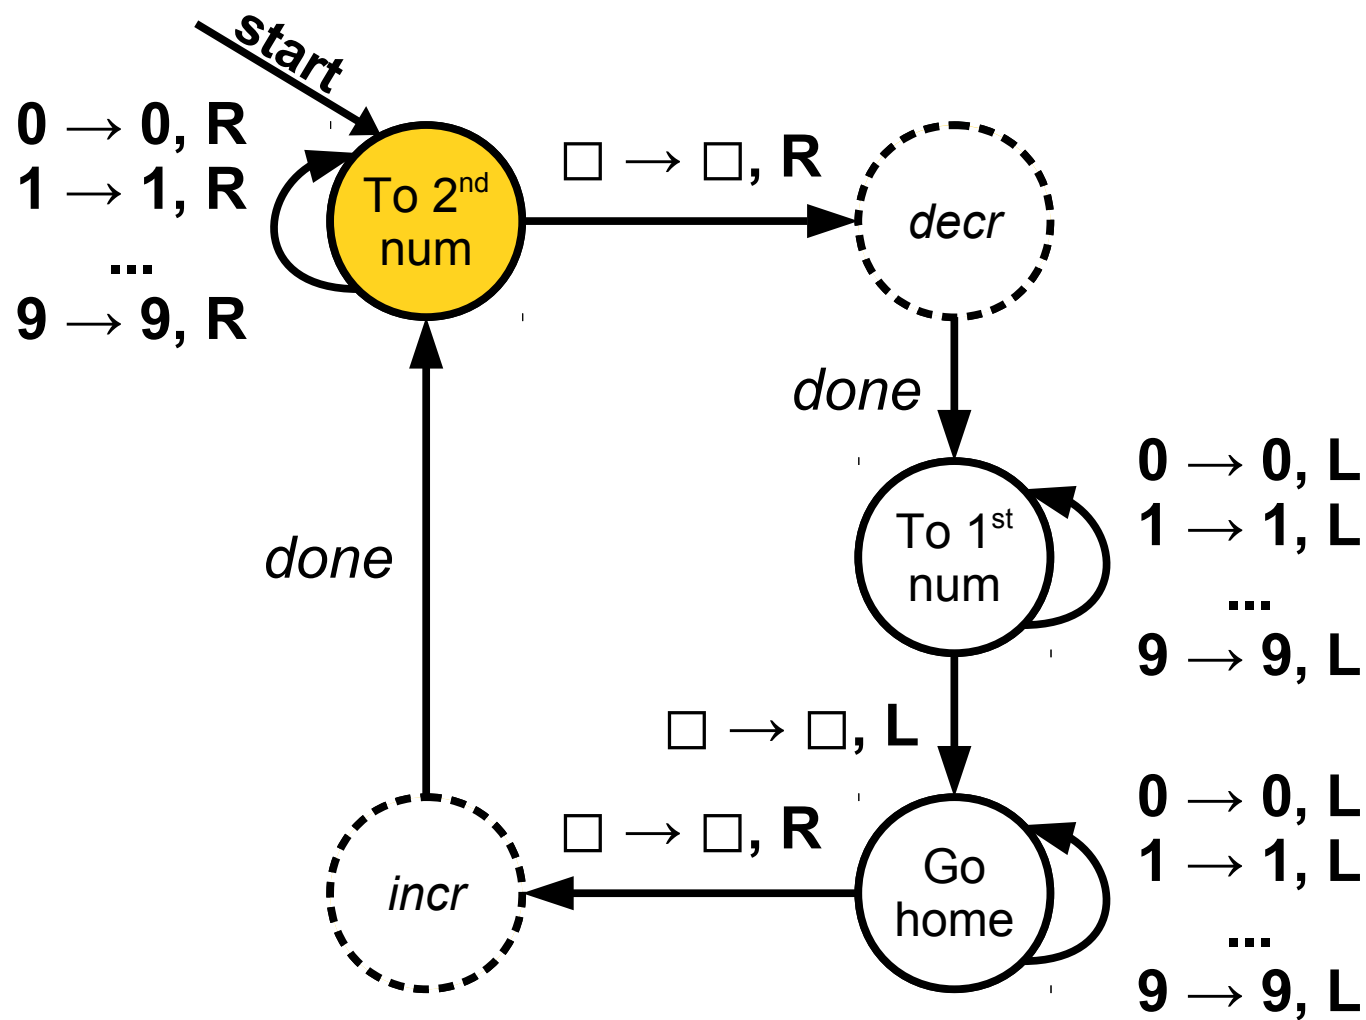 start
0 → 0, R
1 → 1, R
...
9 → 9, R
To 2nd
num
□ → □, R
decr
done
To 1st
num
0 → 0, L
1 → 1, L
...
9 → 9, L
□ → □, L
Go
home
0 → 0, L
1 → 1, L
...
9 → 9, L
□ → □, R
incr
done